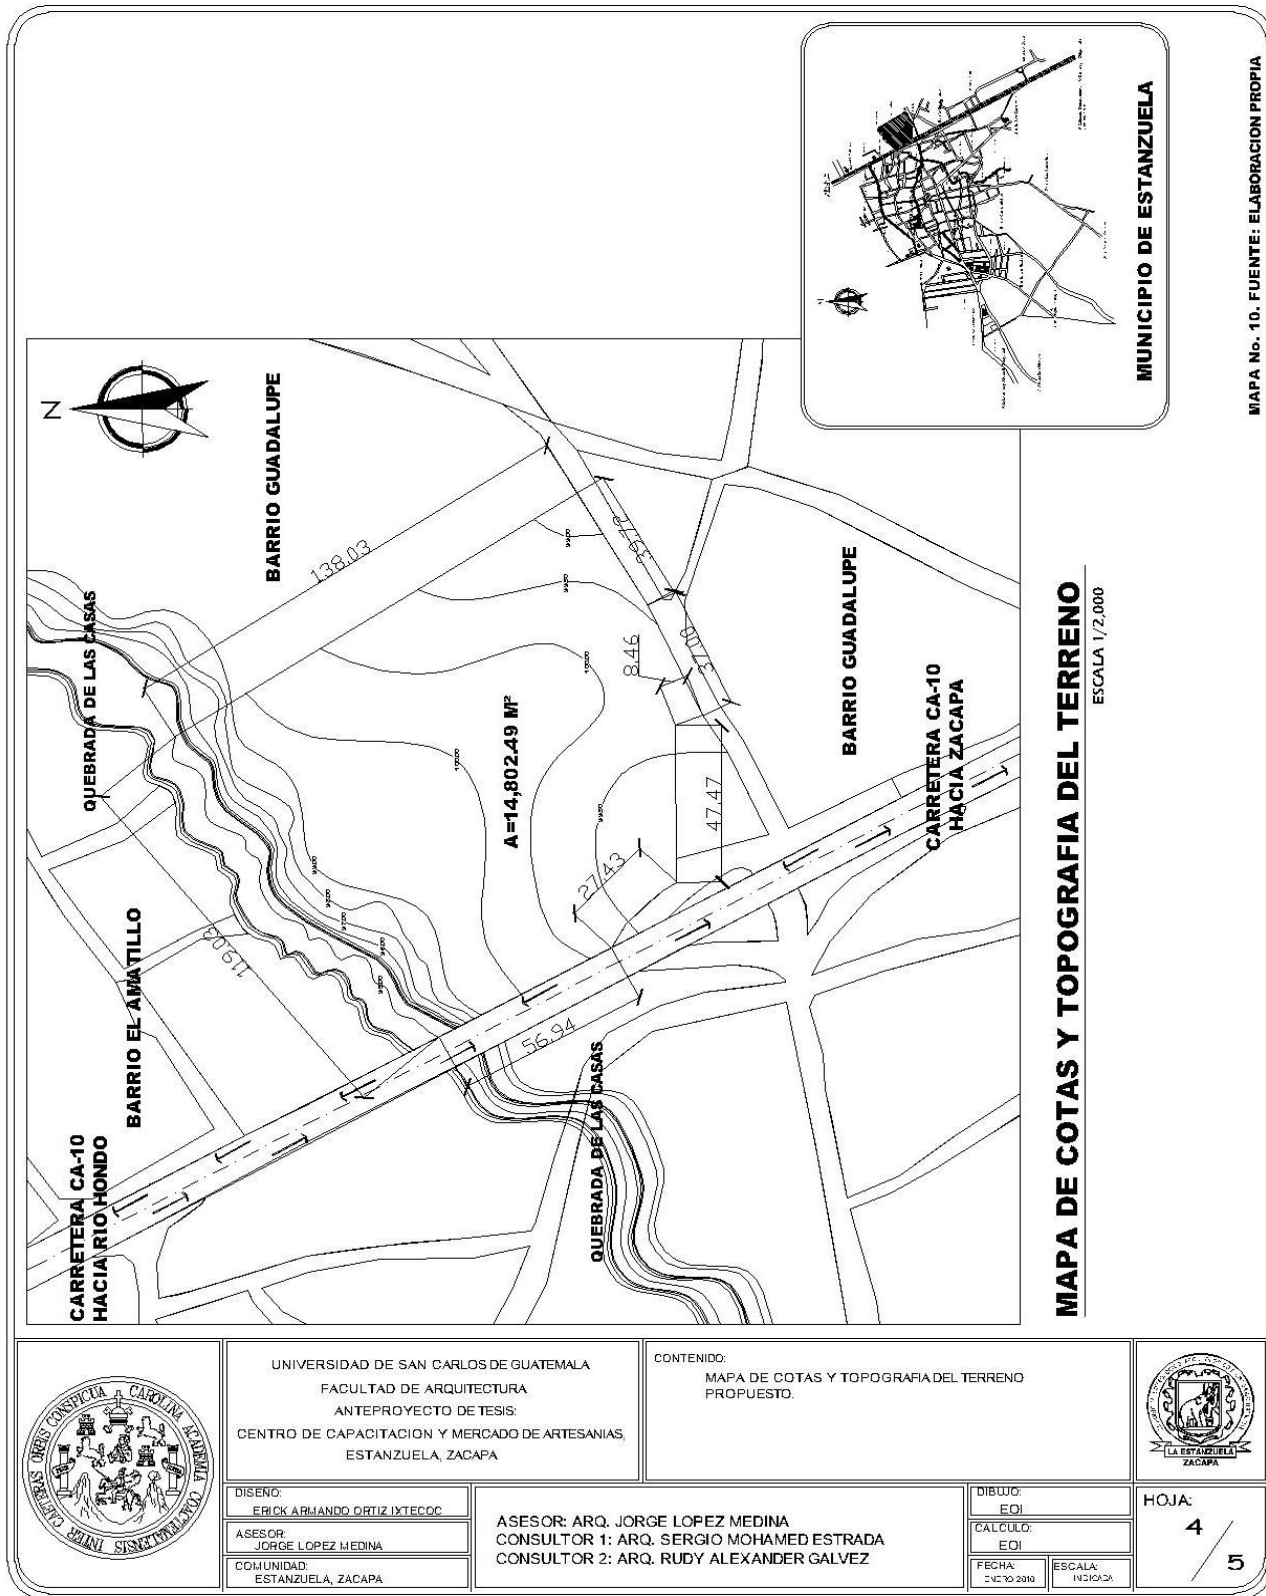 MUNICIPIO DE ESTANZUELA
MAPA No. 10. FUENTE: ELABORACION PROPIA
N
BARRIO GUADALUPE
QUEBRADA DE LAS CASAS
138.03
8.46
31.00
A=14,802.49 M²
BARRIO GUADALUPE
CARRETERA CA-10
HACIA ZACAPA
47.47
27.43
119.03
BARRIO EL AMATILLO
56.94
QUEBRADA DE LAS CASAS
CARRETERA CA-10
HACIA RIO HONDO
MAPA DE COTAS Y TOPOGRAFIA DEL TERRENO
ESCALA 1/2,000
UNIVERSIDAD DE SAN CARLOS DE GUATEMALA
FACULTAD DE ARQUITECTURA
ANTEPROYECTO DE TESIS:
CENTRO DE CAPACITACION Y MERCADO DE ARTESANIAS,
ESTANZUELA, ZACAPA
CONTENIDO:
MAPA DE COTAS Y TOPOGRAFIA DEL TERRENO
PROPUESTO.
LA ESTANZUELA
ZACAPA
DISEÑO:
ERICK ARMANDO ORTIZ IXTECOC
ASESOR:
JORGE LOPEZ MEDINA
COMUNIDAD:
ESTANZUELA, ZACAPA
ASESOR: ARQ. JORGE LOPEZ MEDINA
CONSULTOR 1: ARQ. SERGIO MOHAMED ESTRADA
CONSULTOR 2: ARQ. RUDY ALEXANDER GALVEZ
DIBUJO:
EOI
CALCULO:
EOI
FECHA:
ENERO 2010
ESCALA:
INDICADA
HOJA:
4
/
5